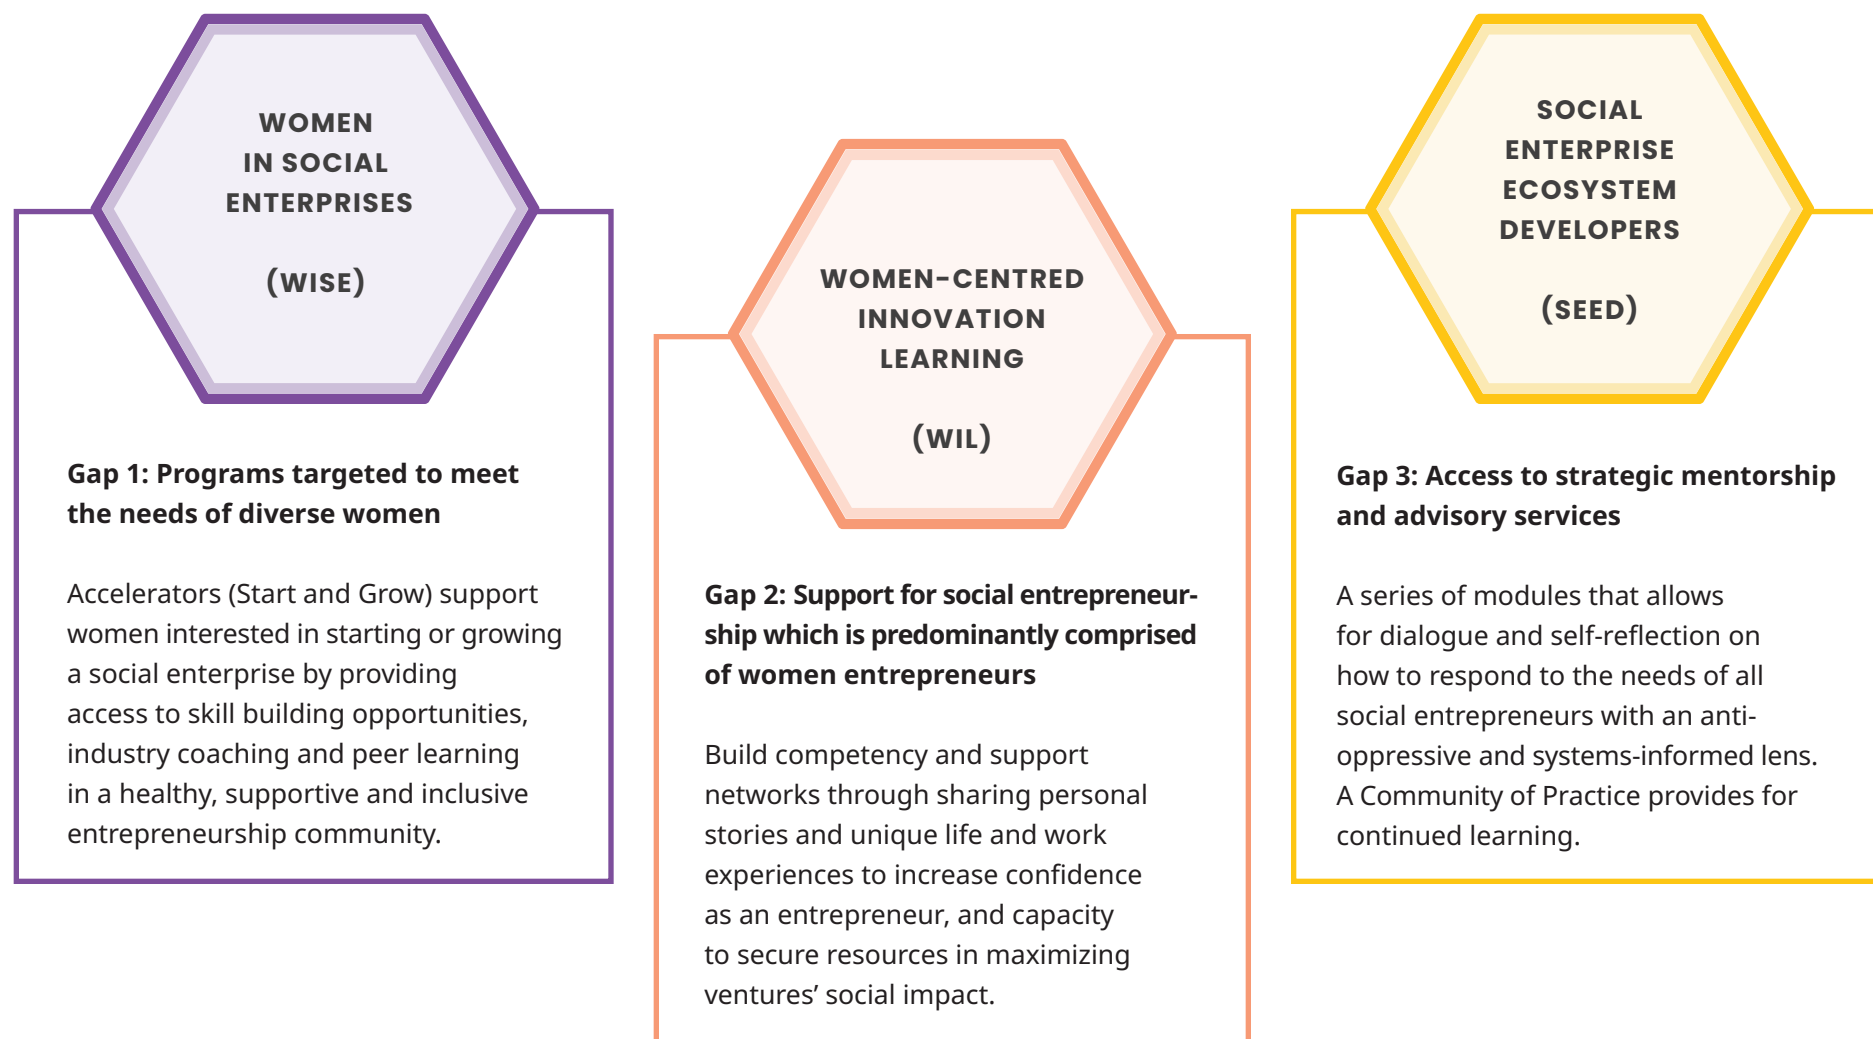 WOMEN
IN SOCIAL
ENTERPRISES
(WISE)
Gap 1: Programs targeted to meet
the needs of diverse women
Accelerators (Start and Grow) support
women interested in starting or growing
a social enterprise by providing
access to skill building opportunities,
industry coaching and peer learning
in a healthy, supportive and inclusive
entrepreneurship community.
WOMEN-CENTRED
INNOVATION
LEARNING
(WIL)
Gap 2: Support for social entrepreneur-
ship which is predominantly comprised
of women entrepreneurs
Build competency and support
networks through sharing personal
stories and unique life and work
experiences to increase confidence
as an entrepreneur, and capacity
to secure resources in maximizing
ventures’ social impact.
SOCIAL
ENTERPRISE
ECOSYSTEM
DEVELOPERS
(SEED)
Gap 3: Access to strategic mentorship
and advisory services
A series of modules that allows
for dialogue and self-reflection on
how to respond to the needs of all
social entrepreneurs with an anti-
oppressive and systems-informed lens.
A Community of Practice provides for
continued learning.